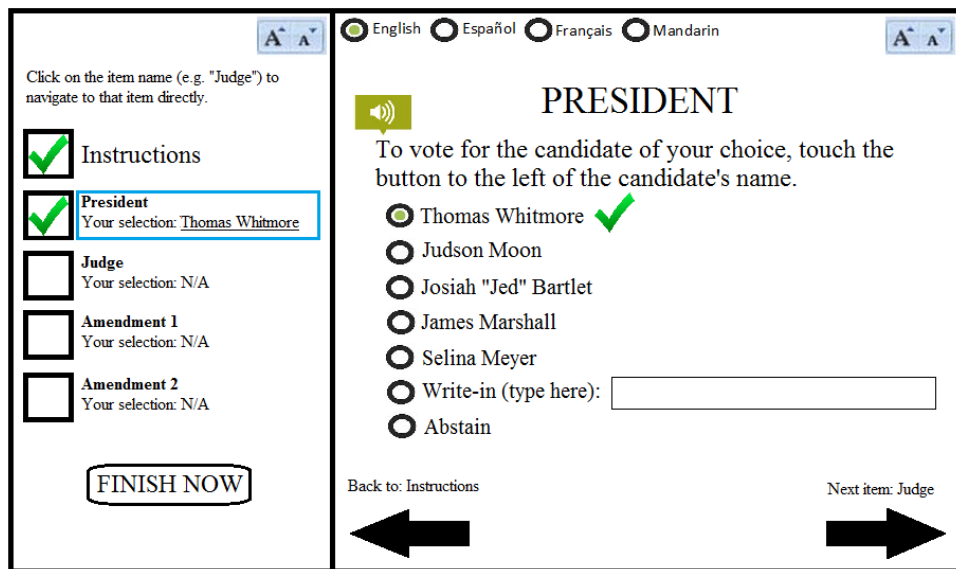 A A
Click on the item name (e.g. "Judge") to
navigate to that item directly.
Instructions
President
Your selection: Thomas Whitmore
Judge
Your selection: N/A
Amendment 1
Your selection: N/A
Amendment 2
Your selection: N/A
FINISH NOW
English Español Français Mandarin
A A
PRESIDENT
To vote for the candidate of your choice, touch the
button to the left of the candidate's name.
Thomas Whitmore
Judson Moon
Josiah "Jed" Bartlet
James Marshall
Selina Meyer
Write-in (type here):
Abstain
Back to: Instructions
Next item: Judge